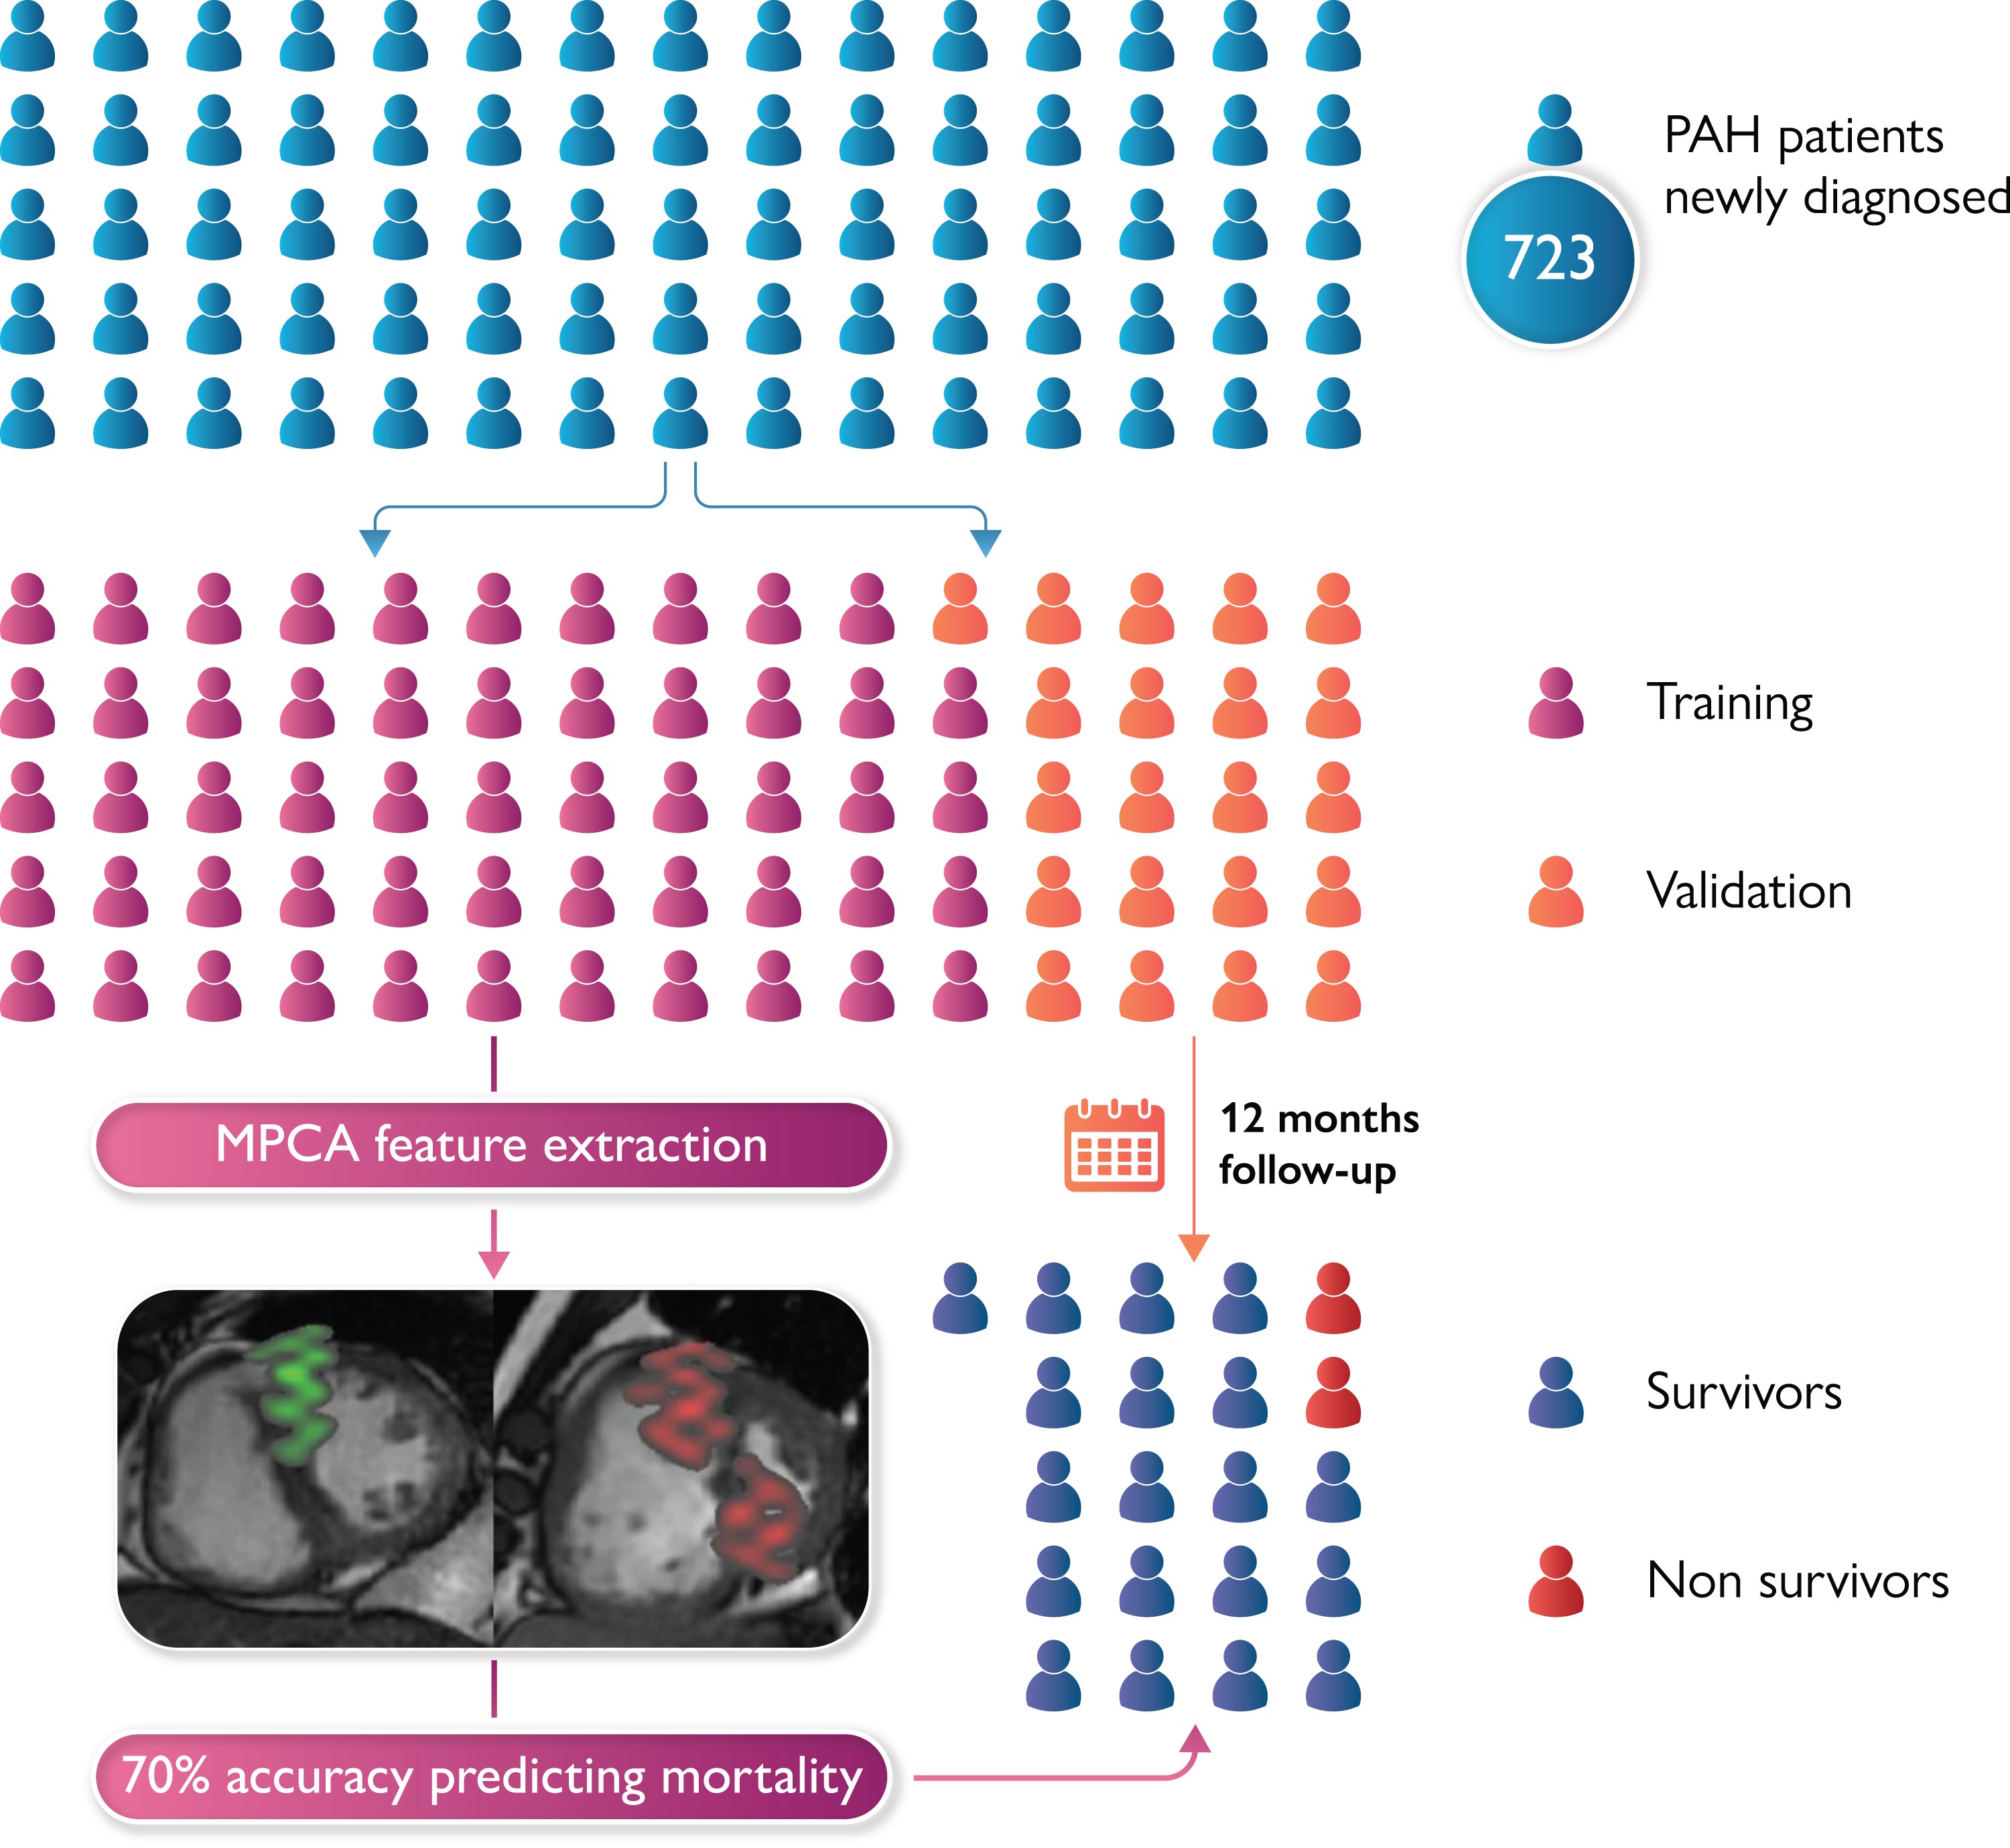 PAH patients
newly diagnosed
723
Training
Validation
MPCA feature extraction
12 months
follow-up
Survivors
Non survivors
70% accuracy predicting mortality